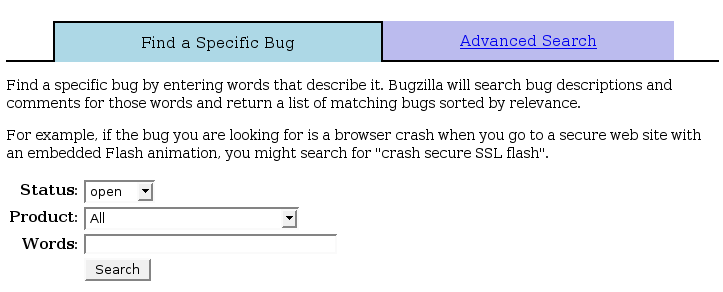 Find a Specific Bug
Advanced Search
Find a specific bug by entering words that describe it. Bugzilla will search bug descriptions and
comments for those words and return a list of matching bugs sorted by relevance.
For example, if the bug you are looking for is a browser crash when you go to a secure web site with
an embedded Flash animation, you might search for "crash secure SSL flash".
Status: open
Product: All
Words:
Search